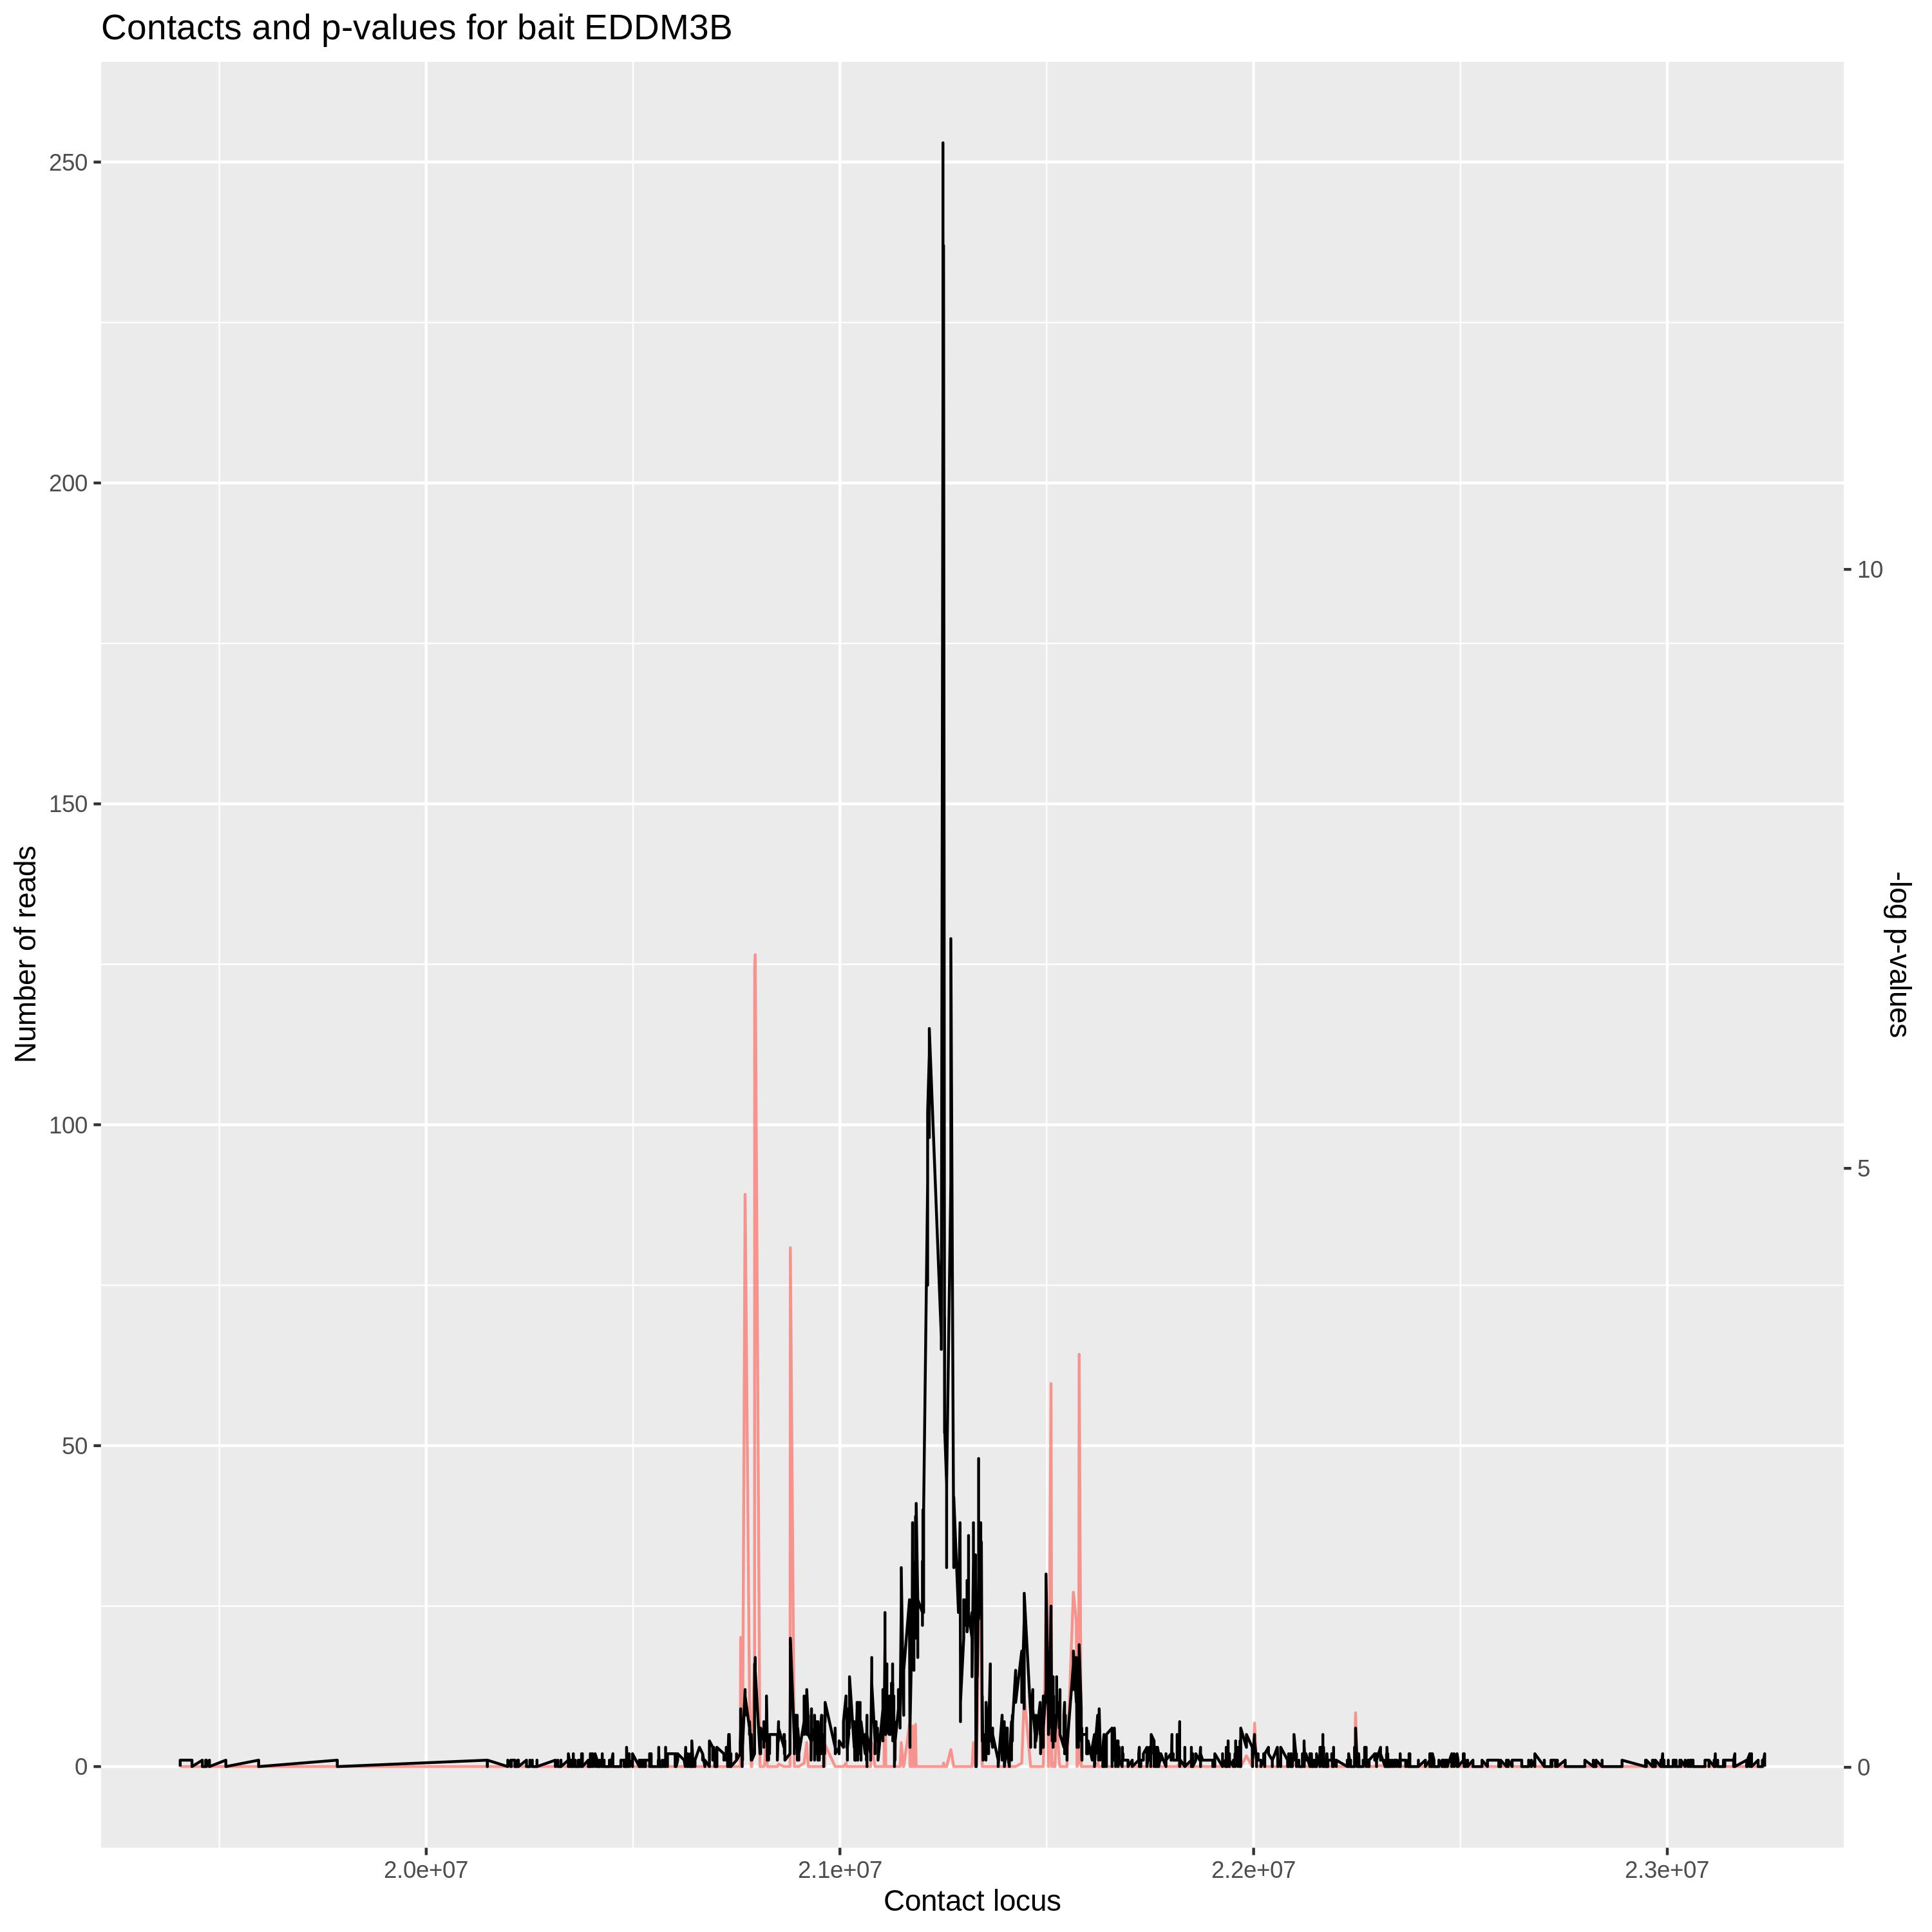 Contacts and p-values for bait EDDM3B
250
200
150
100
50
0
Number of reads
10
5
0
-log p-values
2.0e+07
2.1e+07
2.2e+07
2.3e+07
Contact locus